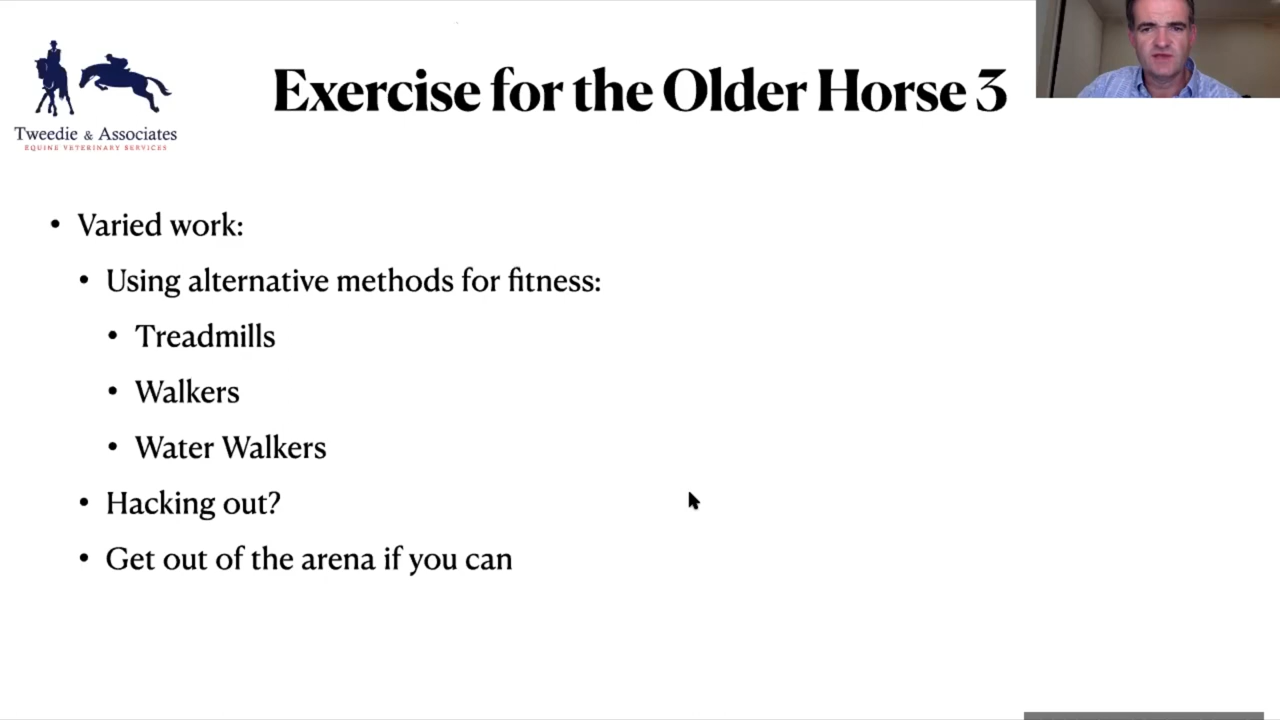 Exercise for the Older Horse 3
Tweedie & Associates
EQUINE VETERINARY SERVICES
• Varied work:
• Using alternative methods for fitness:
• Treadmills
• Walkers
• Water Walkers
• Hacking out?
• Get out of the arena if you can